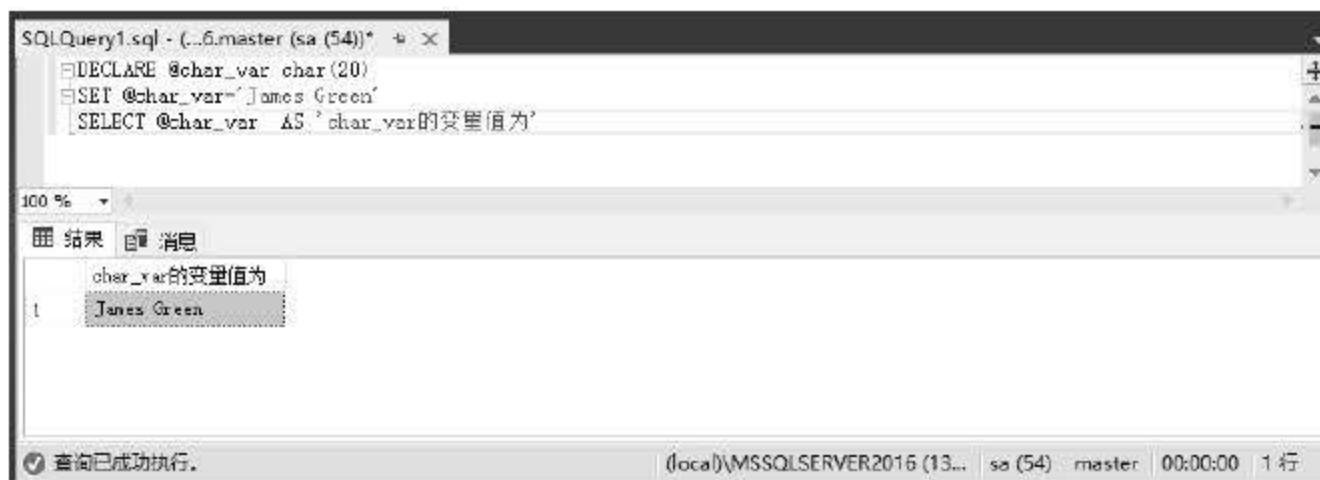 SQLQuery1.sql - (...6.master (sa (54))* ×
DECLARE @char_var char(20)
SET @char_var='James Green'
SELECT @char_var AS 'char_var的变量值为'
100 %
结果 消息
char_var的变量值为
1 James Green
查询已成功执行。 (local)\MSSQLSERVER2016 (13... sa (54) master 00:00:00 1 行